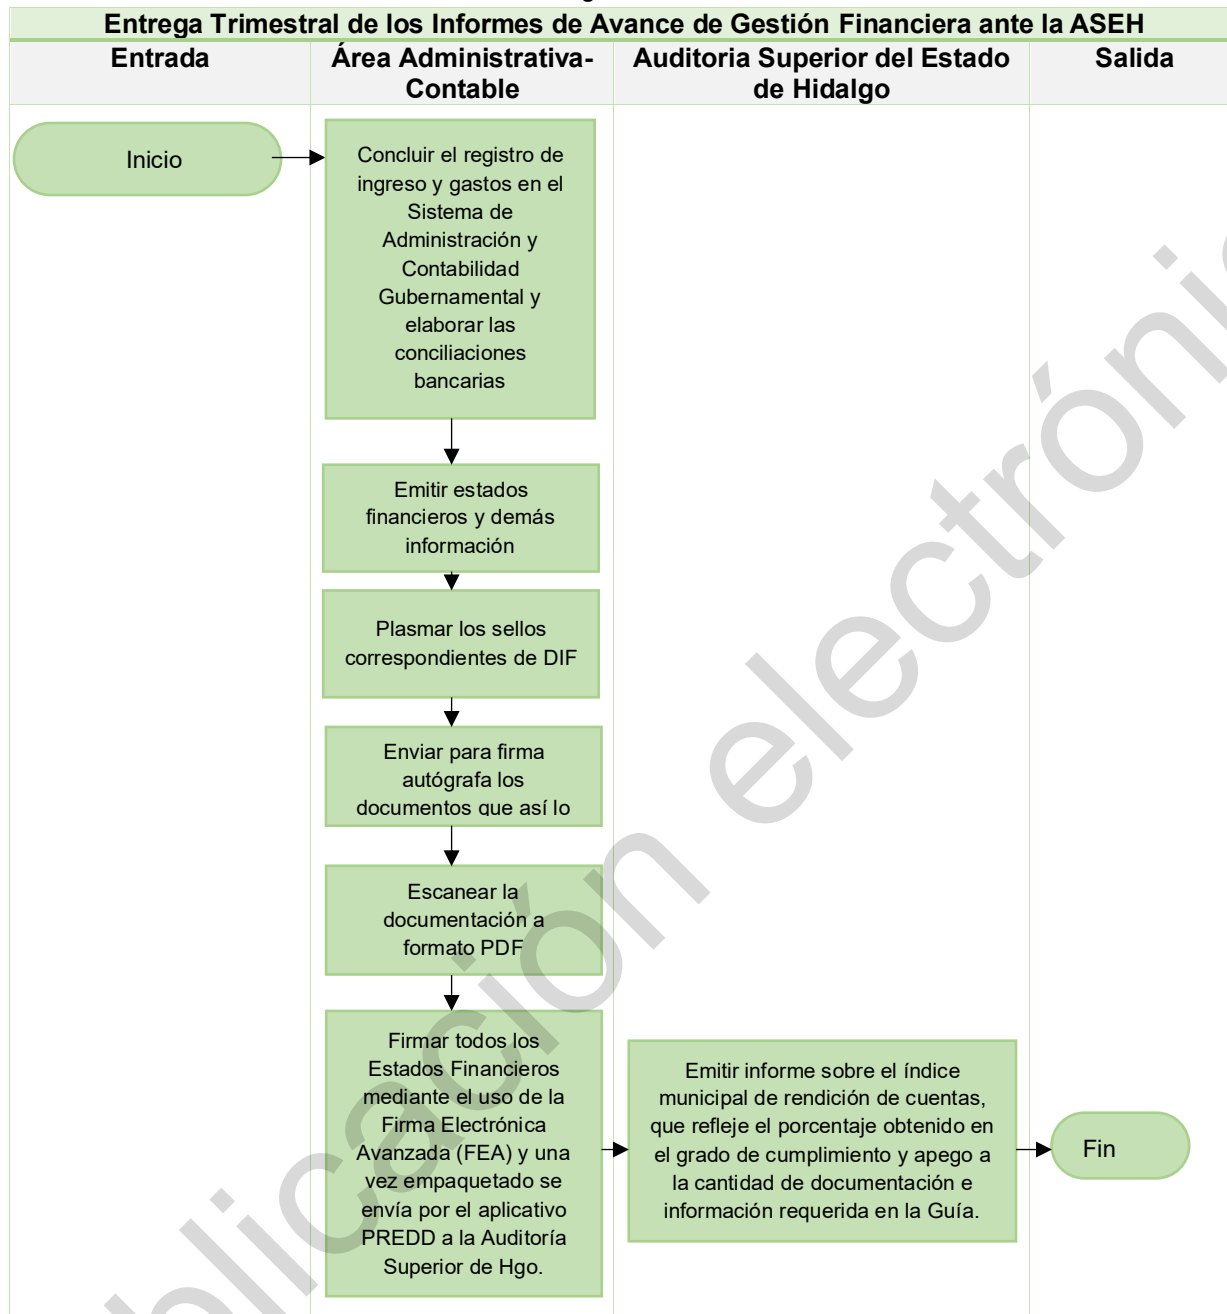 Entrega Trimestral de los Informes de Avance de Gestión Financiera ante la ASEH
Entrada
Área Administrativa-
Contable
Auditoria Superior del Estado
de Hidalgo
Salida
Inicio
Concluir el registro de
ingreso y gastos en el
Sistema de
Administración y
Contabilidad
Gubernamental y
elaborar las
conciliaciones
bancarias
Emitir estados
financieros y demás
información
Plasmar los sellos
correspondientes de DIF
Enviar para firma
autógrafa los
documentos que así lo
Escanear la
documentación a
formato PDF
Firmar todos los
Estados Financieros
mediante el uso de la
Firma Electrónica
Avanzada (FEA) y una
vez empaquetado se
envía por el aplicativo
PREDD a la Auditoría
Superior de Hgo.
Emitir informe sobre el índice
municipal de rendición de cuentas,
que refleje el porcentaje obtenido en
el grado de cumplimiento y apego a
la cantidad de documentación e
información requerida en la Guía.
Fin
blicación electrónic